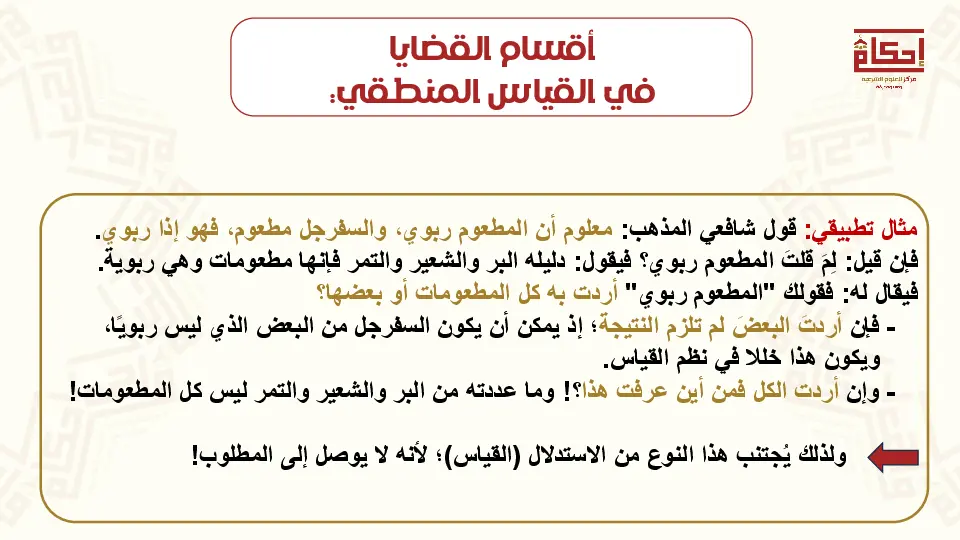 أقسام القضايا
في القياس المنطقي:
إحكام
مركز العلوم الشرعية
مثال تطبيقي: قول شافعي المذهب: معلوم أن المطعوم ربوي، والسفرجل مطعوم، فهو إذا ربوي.
فإن قيل: لِمَ قلتَ المطعوم ربوي؟ فيقول: دليله البر والشعير والتمر فإنها مطعومات وهي ربوية.
فيقال له: فقولك "المطعوم ربوي" أردت به كل المطعومات أو بعضها؟
- فإن أردتَ البعضَ لم تلزم النتيجة؛ إذ يمكن أن يكون السفرجل من البعض الذي ليس ربويًا،
ويكون هذا خللا في نظم القياس.
- وإن أردت الكل فمن أين عرفت هذا؟! وما عددته من البر والشعير والتمر ليس كل المطعومات!
ولذلك يُجتنب هذا النوع من الاستدلال (القياس)؛ لأنه لا يوصل إلى المطلوب!